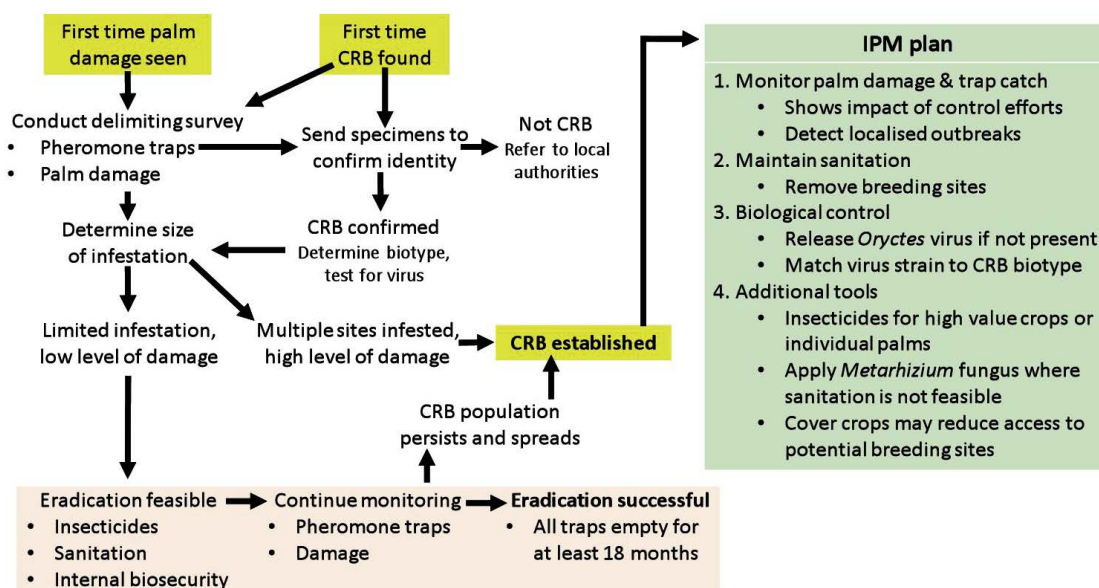 First time palm
damage seen
First time
CRB found
Conduct delimiting survey
• Pheromone traps
• Palm damage
Send specimens to
confirm identity
Not CRB
Refer to local
authorities
Determine size
of infestation
CRB confirmed
Determine biotype,
test for virus
Limited infestation,
low level of damage
Multiple sites infested,
high level of damage
CRB established
CRB population
persists and spreads
Eradication feasible
• Insecticides
• Sanitation
• Internal biosecurity
Continue monitoring
• Pheromone traps
• Damage
Eradication successful
• All traps empty for
at least 18 months
IPM plan
1. Monitor palm damage & trap catch
• Shows impact of control efforts
• Detect localised outbreaks
2. Maintain sanitation
• Remove breeding sites
3. Biological control
• Release Oryctes virus if not present
• Match virus strain to CRB biotype
4. Additional tools
• Insecticides for high value crops or
individual palms
• Apply Metarhizium fungus where
sanitation is not feasible
• Cover crops may reduce access to
potential breeding sites